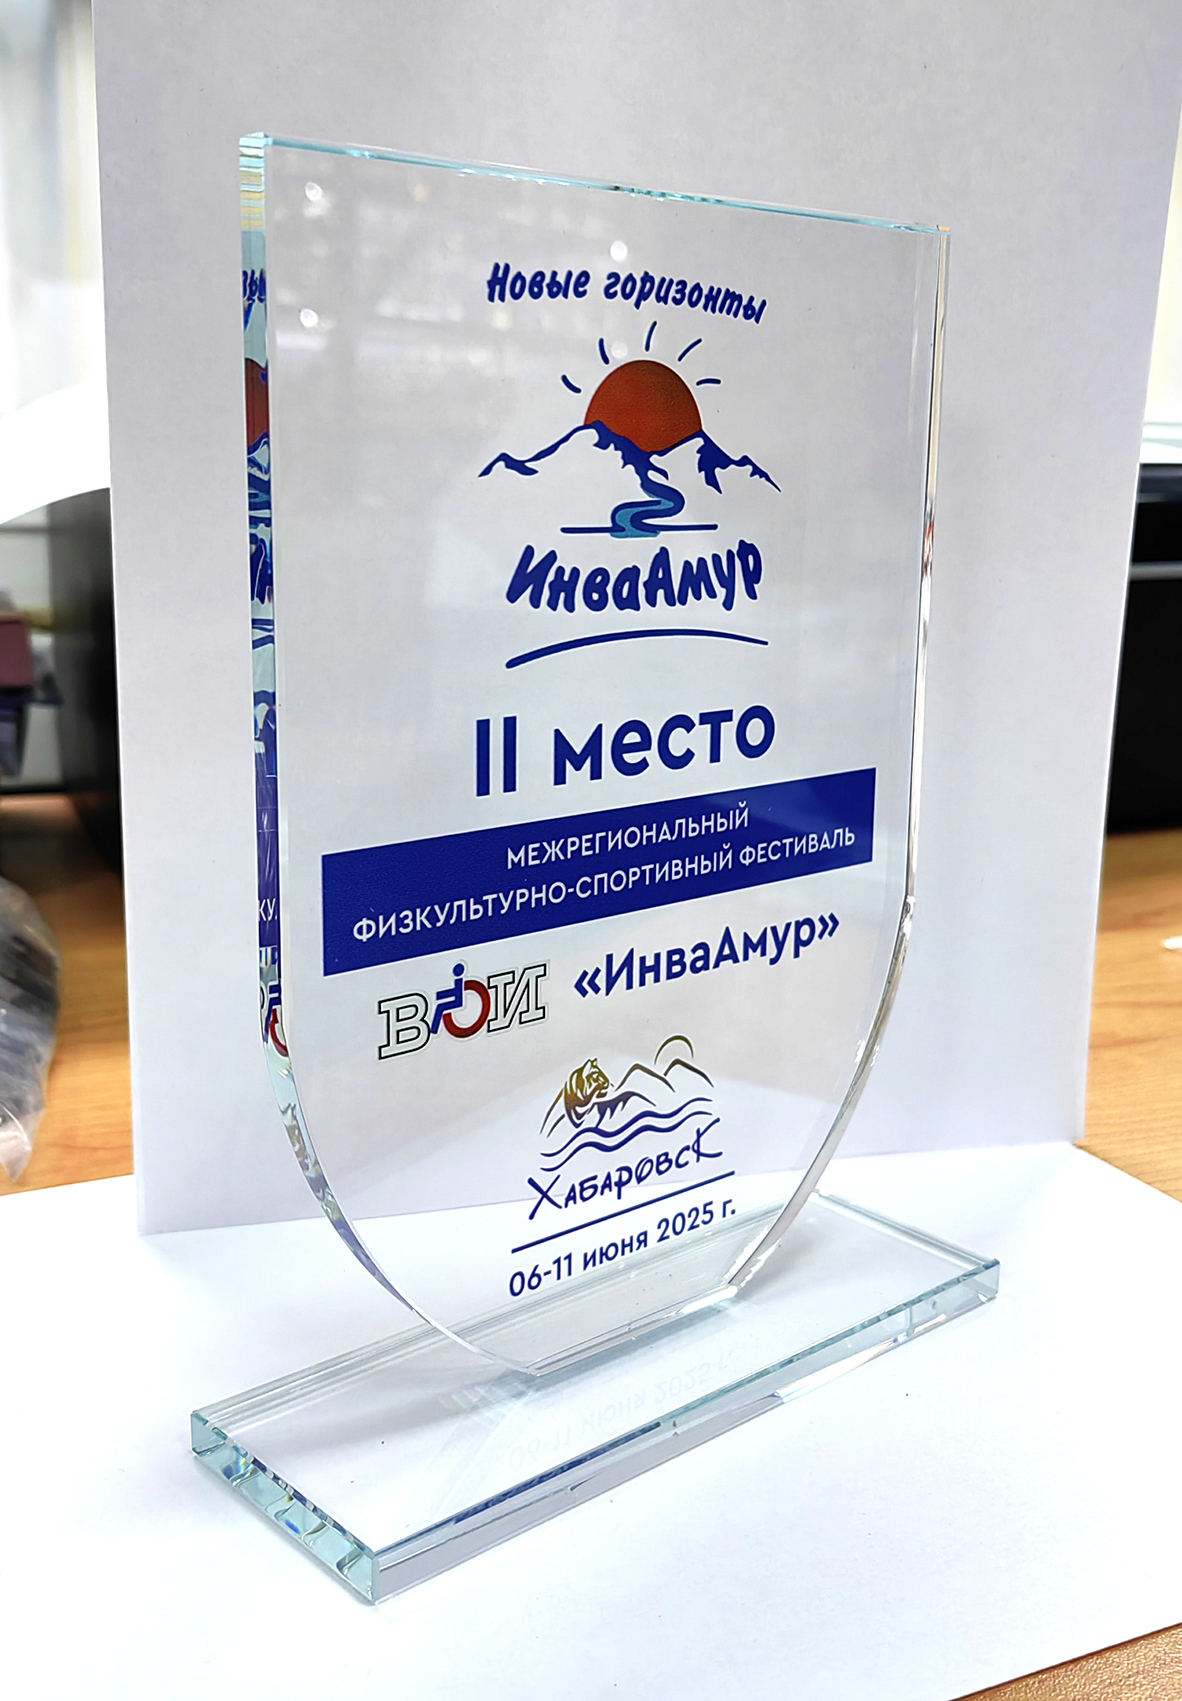 Новые горизонты
ИнваАмур
II место
МЕЖРЕГИОНАЛЬНЫЙ
ФИЗКУЛЬТУРНО-СПОРТИВНЫЙ ФЕСТИВАЛЬ
ВОИ «ИнваАмур»
ХАБАРОВСК
06-11 июня 2025 г.